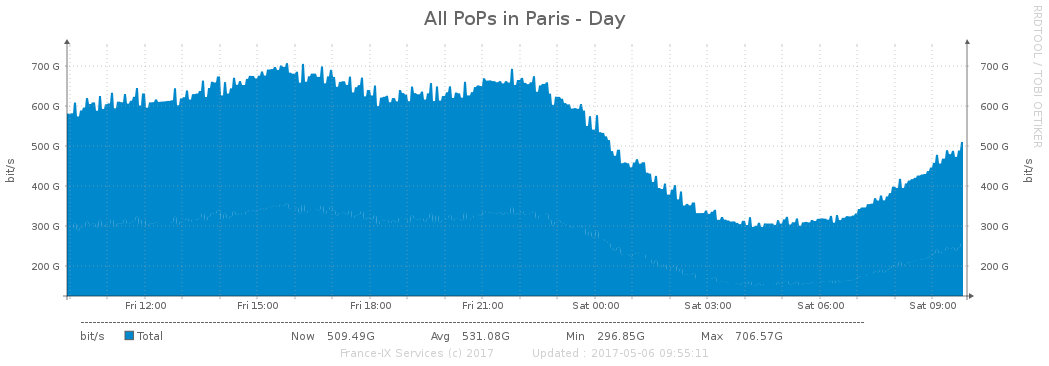 All PoPs in Paris - Day
RRDTOOL / TOBI OETIKER
bit/s
700 G
600 G
500 G
400 G
300 G
200 G
700 G
600 G
500 G
400 G
300 G
200 G
bit/s
Fri 12:00 Fri 15:00 Fri 18:00 Fri 21:00 Sat 00:00 Sat 03:00 Sat 06:00 Sat 09:00
bit/s Total Now 509.49G Avg 531.08G Min 296.85G Max 706.57G
France-IX Services (c) 2017 Updated : 2017-05-06 09:55:11